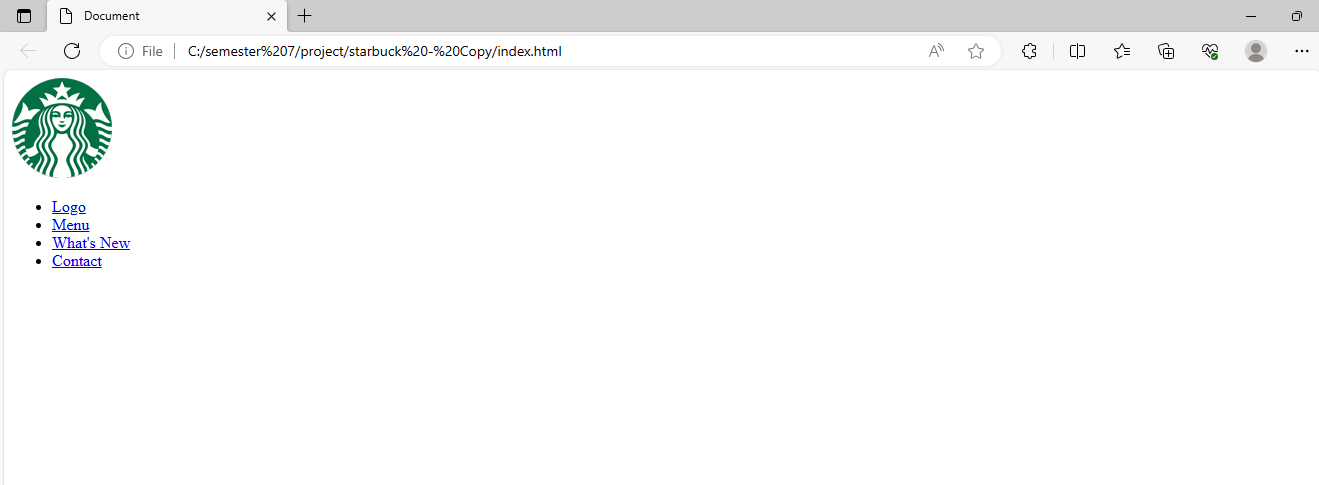 Document
File C:/semester%207/project/starbuck%20-%20Copy/index.html
Logo
Menu
What's New
Contact